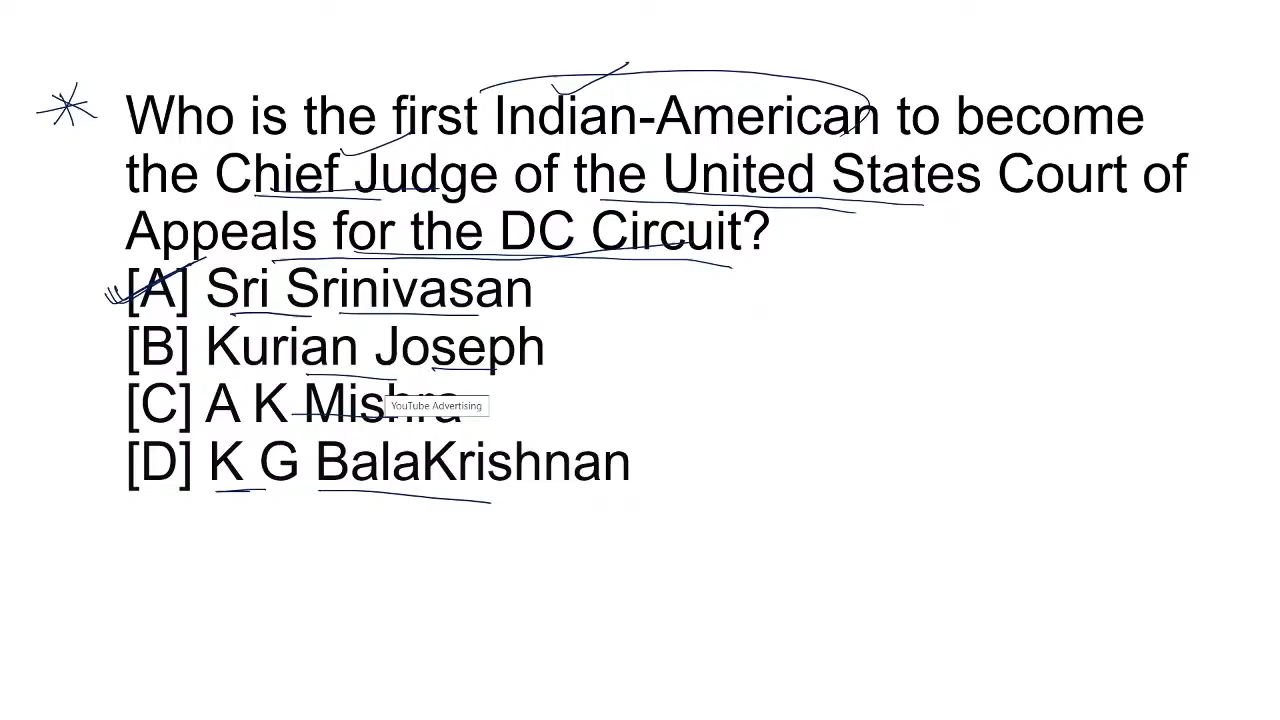 Who is the first Indian-American to become
the Chief Judge of the United States Court of
Appeals for the DC Circuit?
[A] Sri Srinivasan
[B] Kurian Joseph
[C] A K Mishra
YouTube Advertising
[D] K G BalaKrishnan